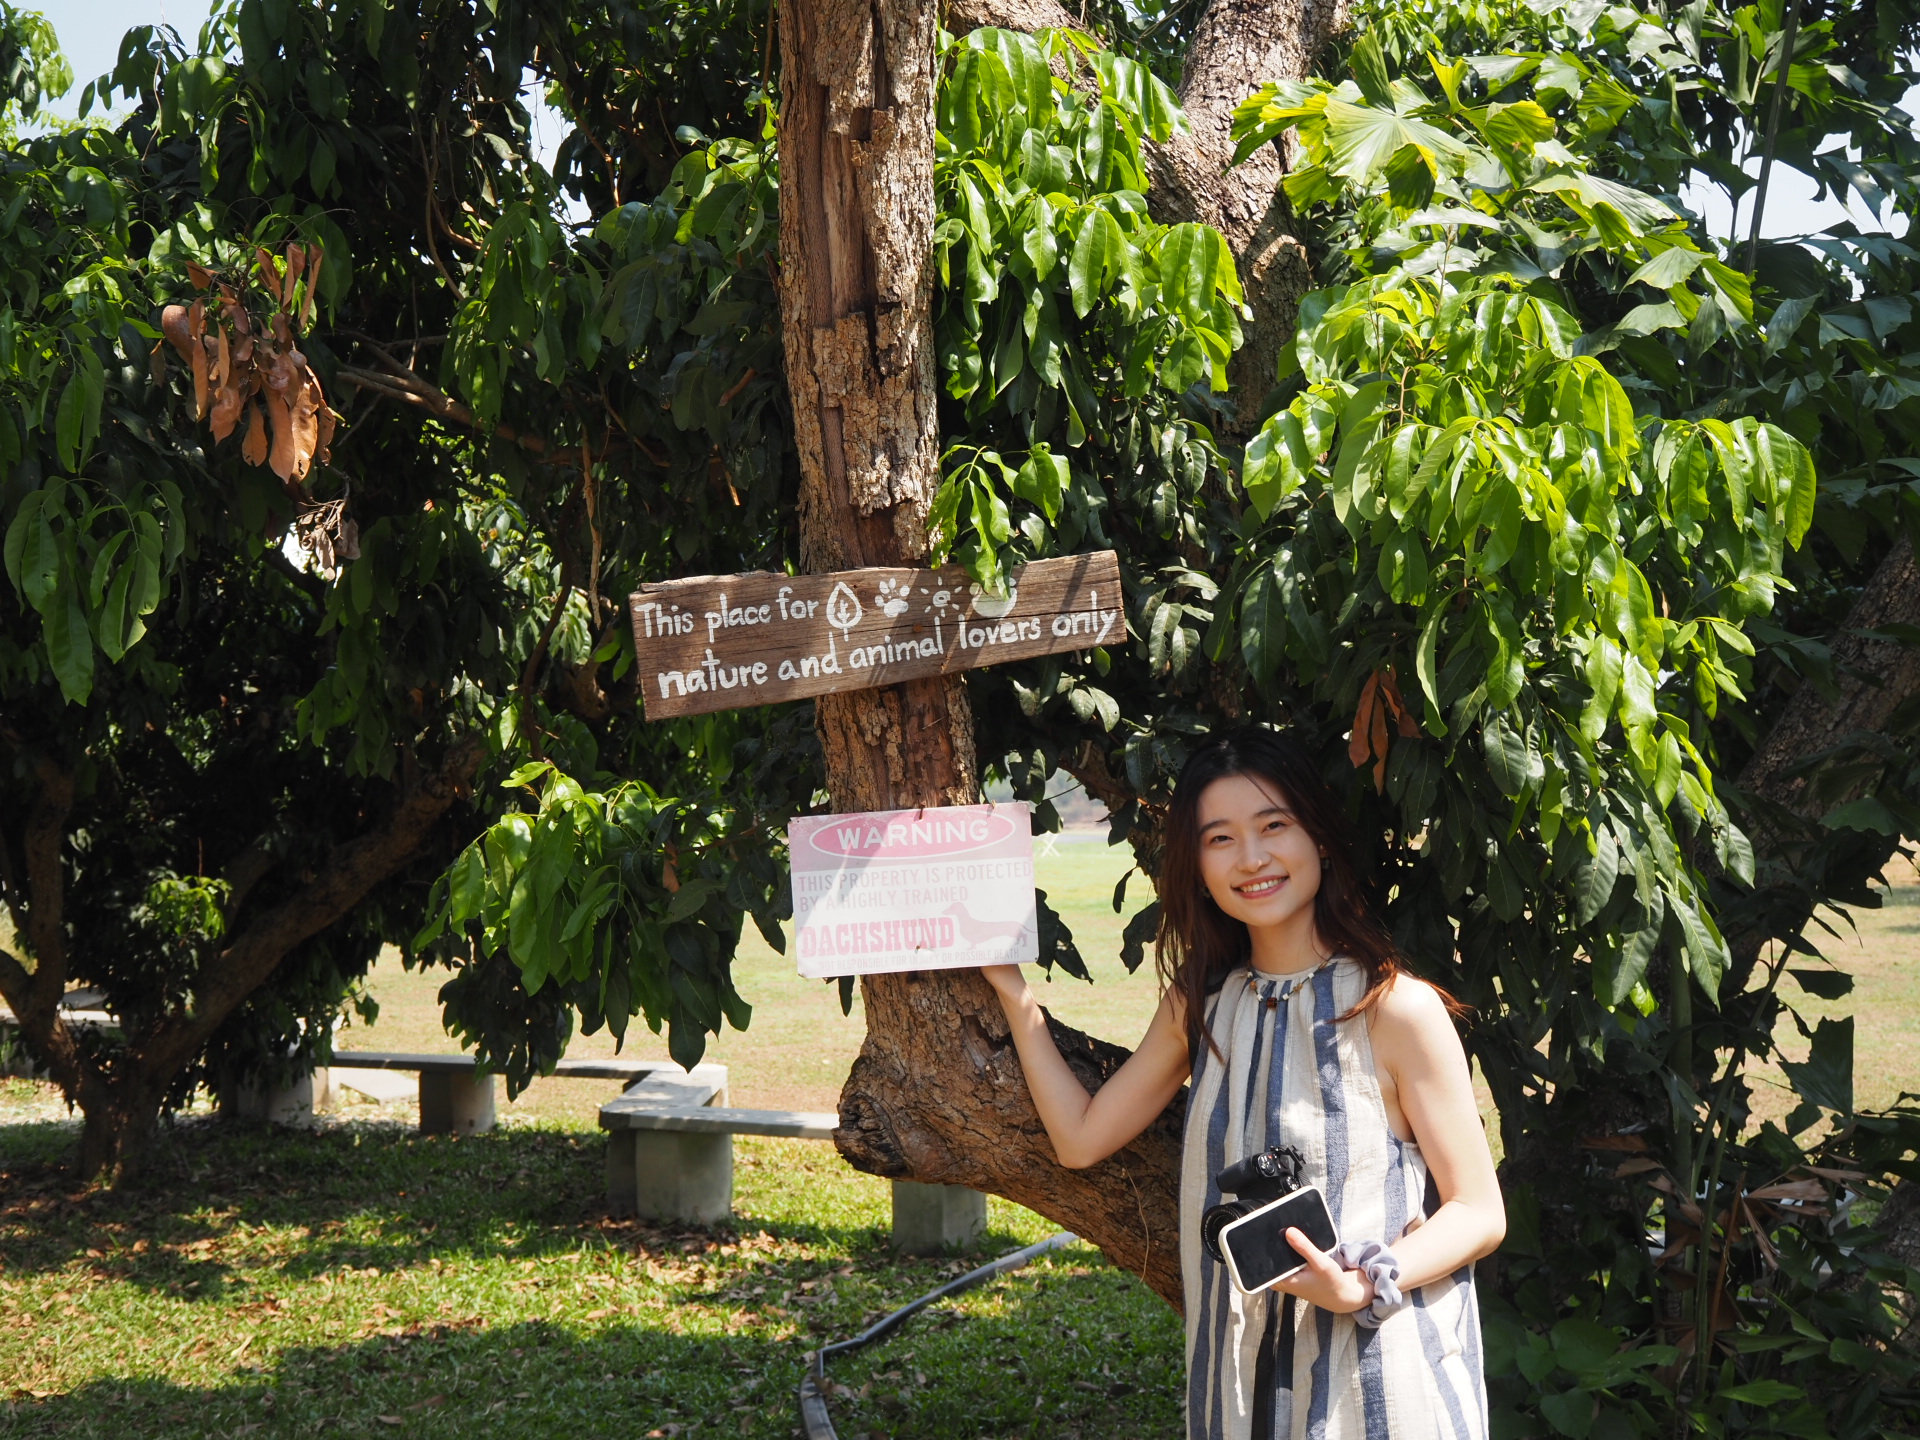 This place for
nature and animal lovers only
WARNING
THIS PROPERTY IS PROTECTED
BY A HIGHLY TRAINED
DACHSHUND
NOT RESPONSIBLE FOR INJURY OR POSSIBLE DEATH